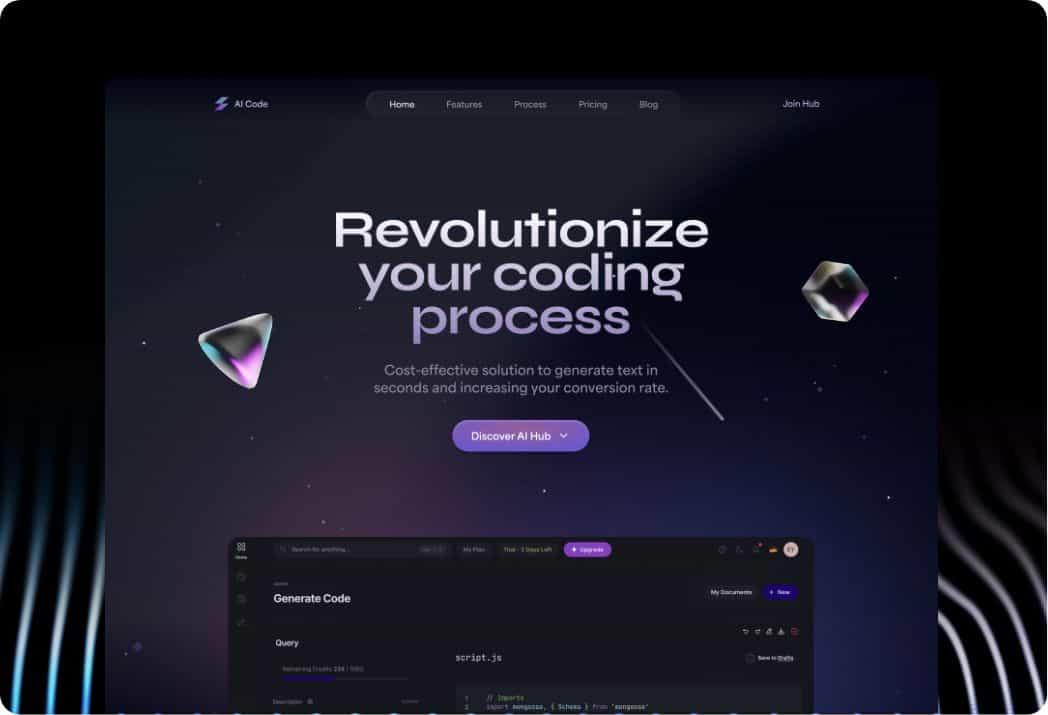 AI Code
Home
Features
Process
Pricing
Blog
Join Hub
Revolutionize
your coding
process
Cost-effective solution to generate text in
seconds and increasing your conversion rate.
Discover AI Hub
Home
Search for anything...
My Plan
Trial - 2 Days Left
Upgrade
EY
Generate Code
My Documents
+ New
Query
Remaining Credits 234 /
script.js
Save to Drafts
Description
1 // Imports
2 import mongoose, { Schema } from 'mongoose'